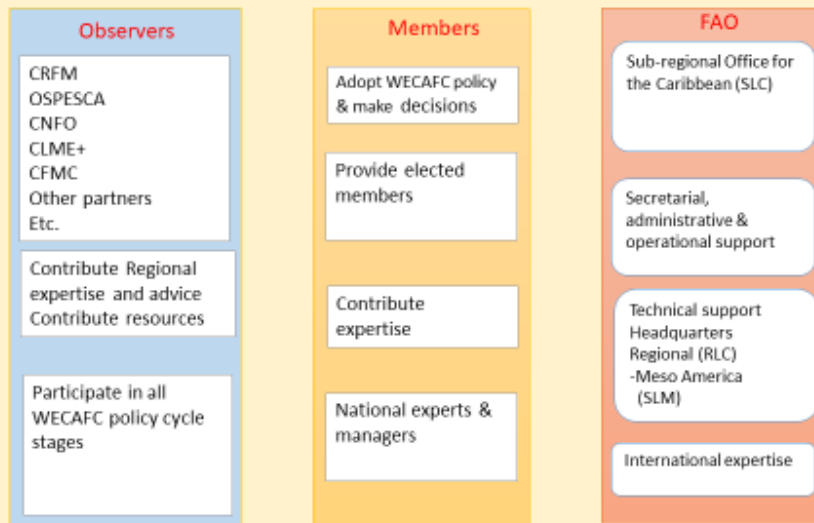 Observers
CRFM
OSPESCA
CNFO
CLME+
CFMC
Other partners
Etc.
Contribute Regional
expertise and advice
Contribute resources
Participate in all
WECAFC policy cycle
stages
Members
Adopt WECAFC policy
& make decisions
Provide elected
members
Contribute
expertise
National experts &
managers
FAO
Sub-regional Office for
the Caribbean (SLC)
Secretarial,
administrative &
operational support
Technical support
Headquarters
Regional (RLC)
-Meso America
(SLM)
International expertise